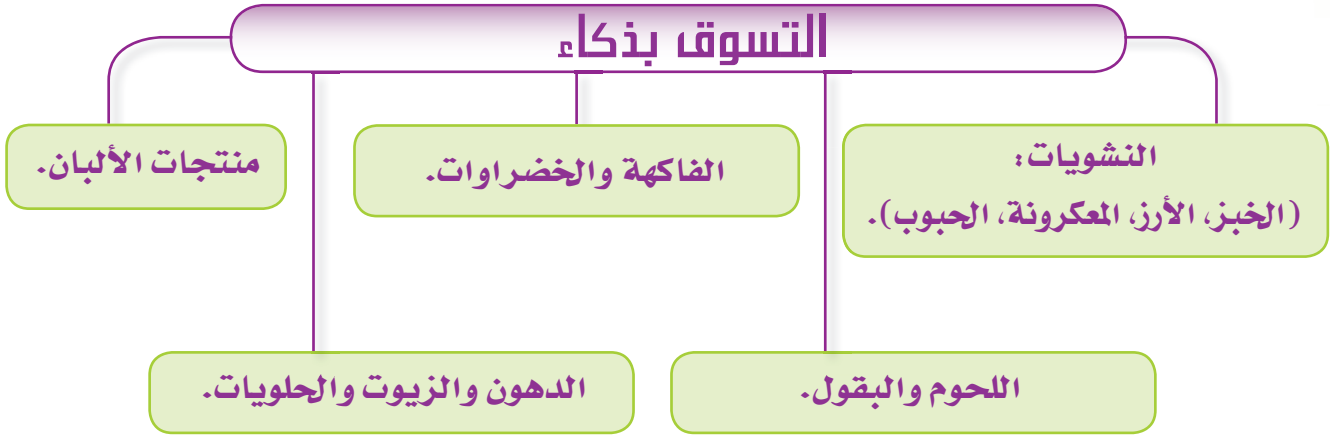 التسوق بذكاء
النشويات:
(الخبز، الأرز، المعكرونة، الحبوب).
الفاكهة والخضراوات.
منتجات الألبان.
اللحوم والبقول.
الدهون والزيوت والحلويات.